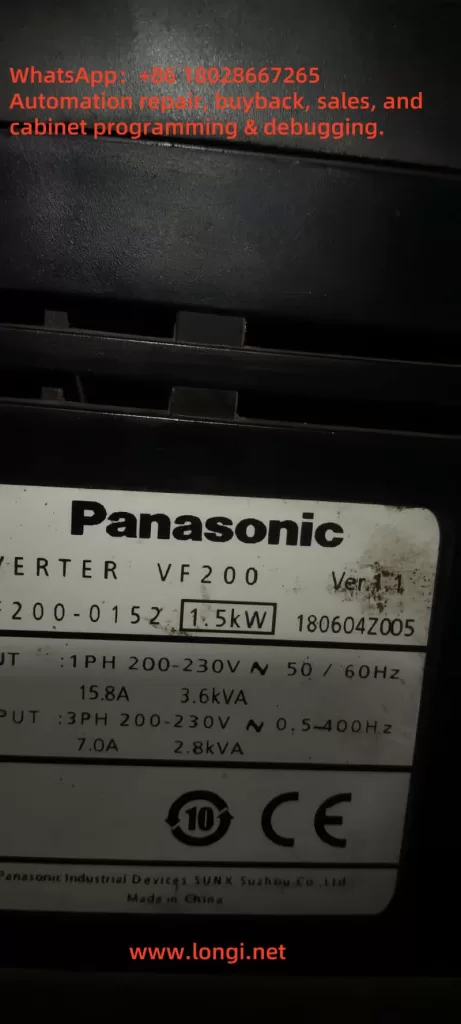 WhatsApp: +86 18028667265
Automation repair, buyback, sales, and
cabinet programming & debugging.
Panasonic
VERTER VF200 Ver.1.1
F200-0152 1.5kW 180604Z005
UT :1PH 200-230V ∿ 50 / 60Hz
15.8A 3.6kVA
PUT :3PH 200-230V ∿ 0.5-400Hz
7.0A 2.8kVA
10 CE
Panasonic Industrial Devices SUNX Suzhou Co.,Ltd.
Made in China
www.longi.net